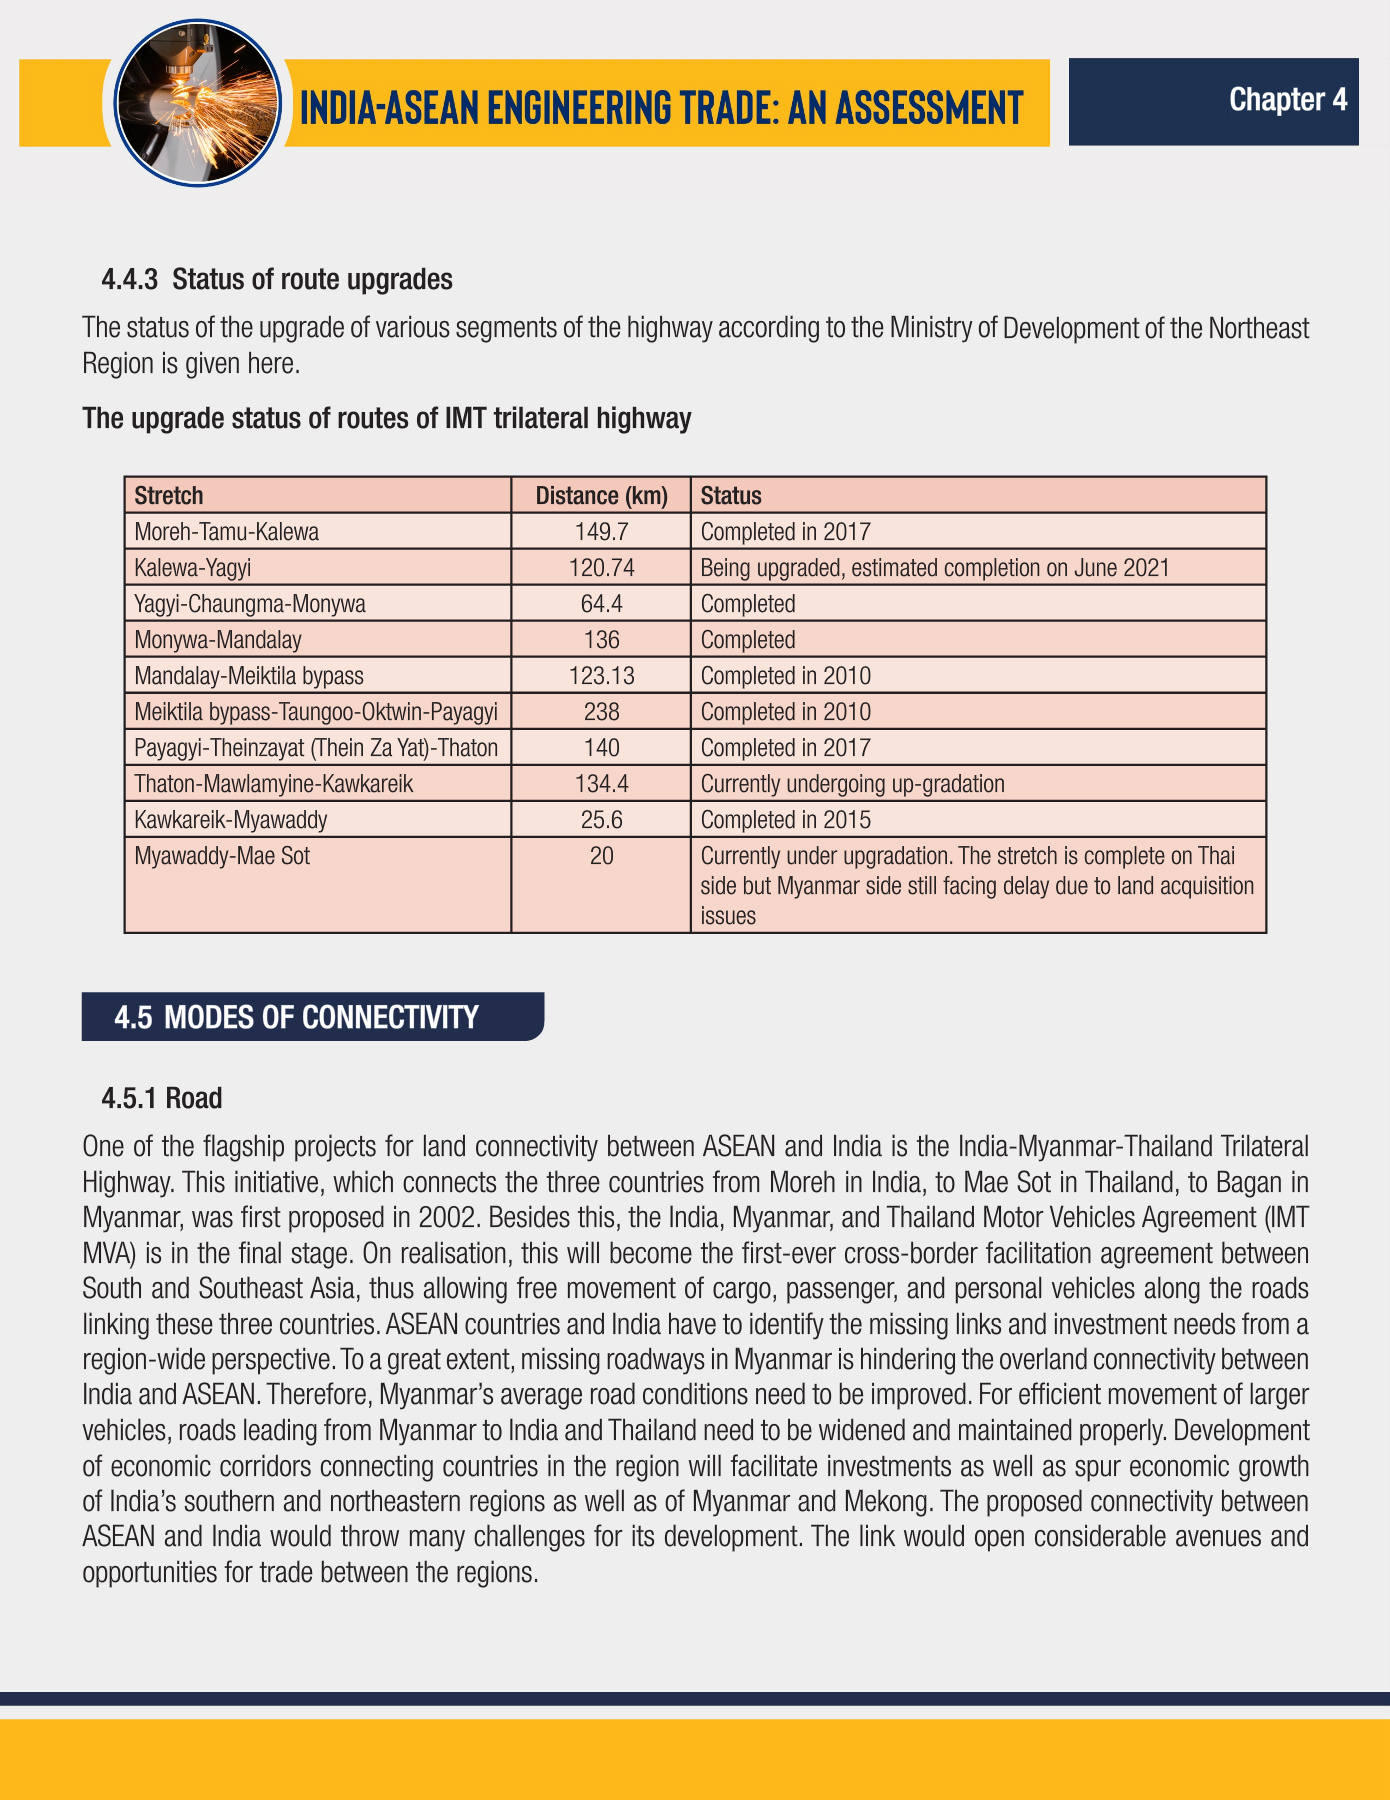 INDIA-ASEAN ENGINEERING TRADE: AN ASSESSMENT
Chapter 4
4.4.3 Status of route upgrades
The status of the upgrade of various segments of the highway according to the Ministry of Development of the Northeast
Region is given here.
The upgrade status of routes of IMT trilateral highway
Stretch Distance (km) Status
Moreh-Tamu-Kalewa 149.7 Completed in 2017
Kalewa-Yagyi 120.74 Being upgraded, estimated completion on June 2021
Yagyi-Chaungma-Monywa 64.4 Completed
Monywa-Mandalay 136 Completed
Mandalay-Meiktila bypass 123.13 Completed in 2010
Meiktila bypass-Taungoo-Oktwin-Payagyi 238 Completed in 2010
Payagyi-Theinzayat (Thein Za Yat)-Thaton 140 Completed in 2017
Thaton-Mawlamyine-Kawkareik 134.4 Currently undergoing up-gradation
Kawkareik-Myawaddy 25.6 Completed in 2015
Myawaddy-Mae Sot 20 Currently under upgradation. The stretch is complete on Thai
side but Myanmar side still facing delay due to land acquisition
issues
4.5 MODES OF CONNECTIVITY
4.5.1 Road
One of the flagship projects for land connectivity between ASEAN and India is the India-Myanmar-Thailand Trilateral
Highway. This initiative, which connects the three countries from Moreh in India, to Mae Sot in Thailand, to Bagan in
Myanmar, was first proposed in 2002. Besides this, the India, Myanmar, and Thailand Motor Vehicles Agreement (IMT
MVA) is in the final stage. On realisation, this will become the first-ever cross-border facilitation agreement between
South and Southeast Asia, thus allowing free movement of cargo, passenger, and personal vehicles along the roads
linking these three countries. ASEAN countries and India have to identify the missing links and investment needs from a
region-wide perspective. To a great extent, missing roadways in Myanmar is hindering the overland connectivity between
India and ASEAN. Therefore, Myanmar’s average road conditions need to be improved. For efficient movement of larger
vehicles, roads leading from Myanmar to India and Thailand need to be widened and maintained properly. Development
of economic corridors connecting countries in the region will facilitate investments as well as spur economic growth
of India’s southern and northeastern regions as well as of Myanmar and Mekong. The proposed connectivity between
ASEAN and India would throw many challenges for its development. The link would open considerable avenues and
opportunities for trade between the regions.